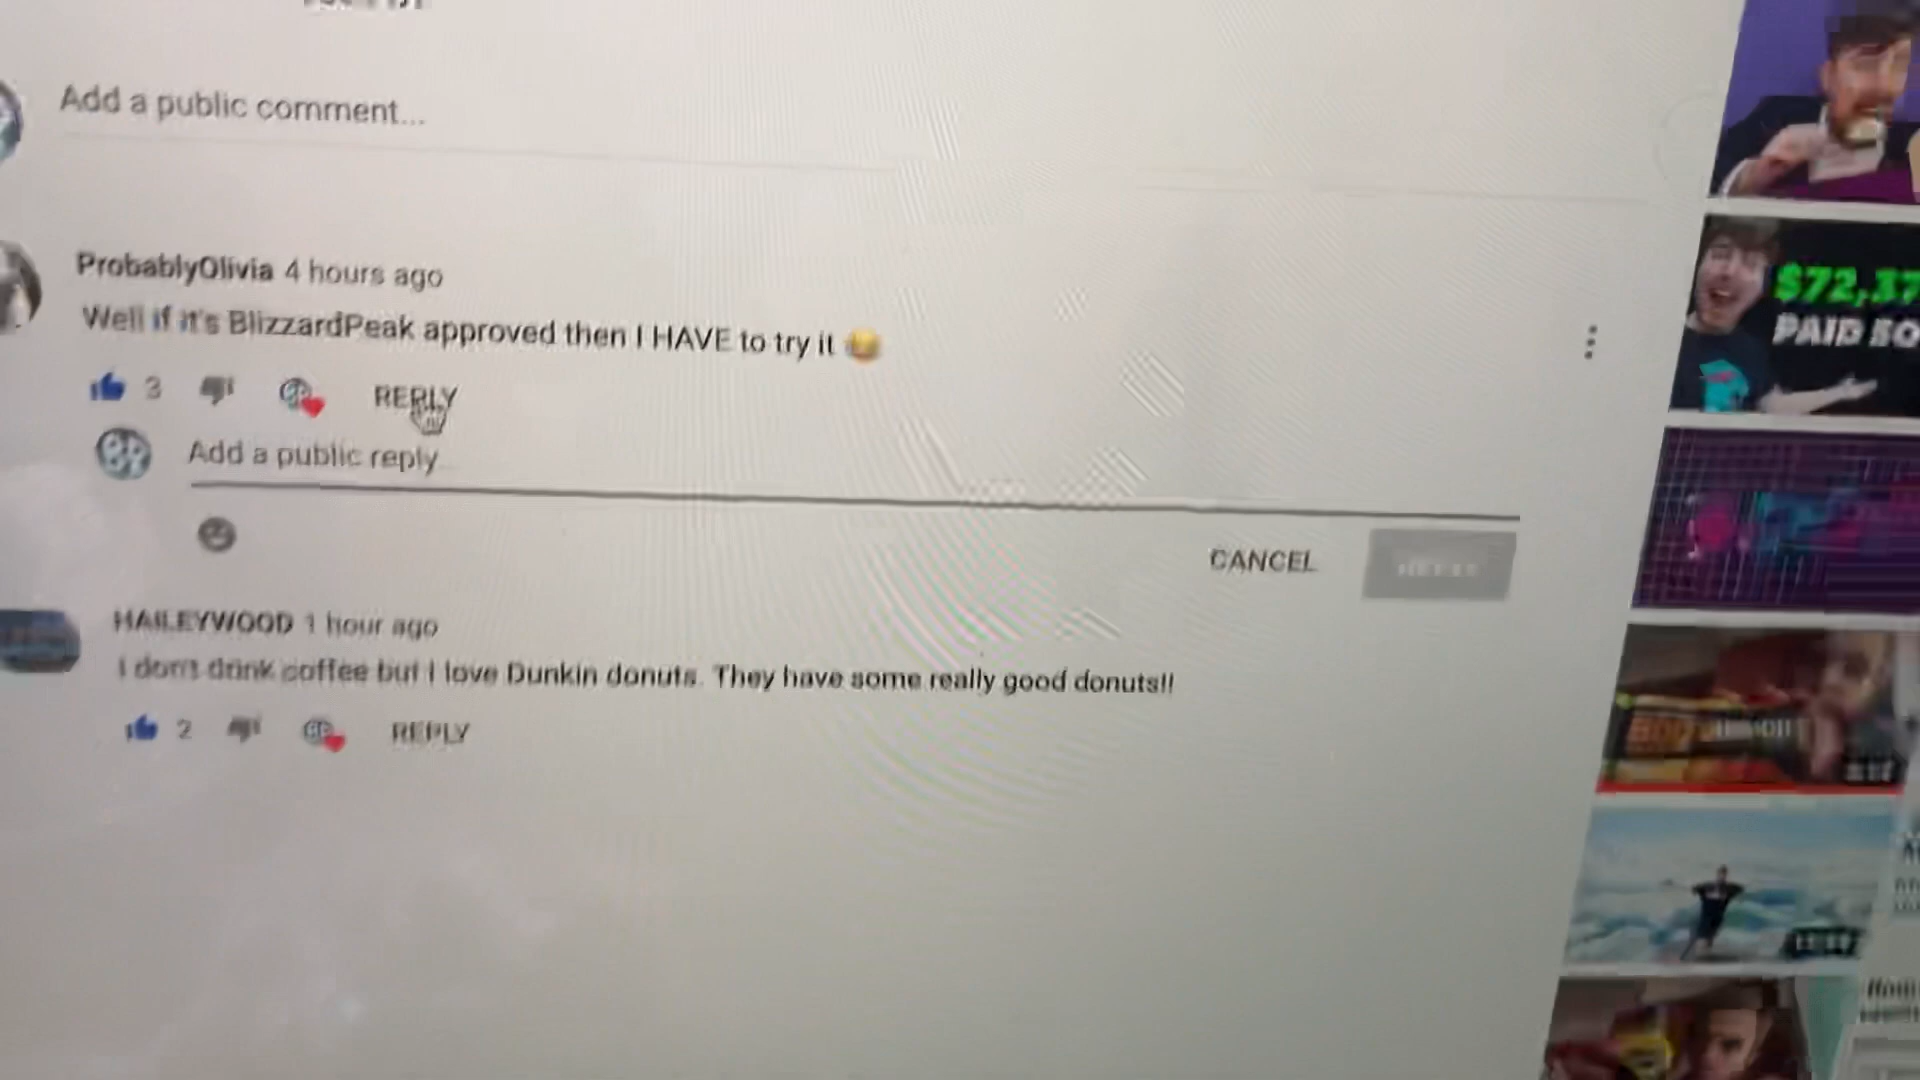 Add a public comment...
ProbablyOlivia 4 hours ago
Well if it's BlizzardPeak approved then I HAVE to try it 😂
3 REPLY
Add a public reply...
CANCEL
HAILEYWOOD 1 hour ago
I don't drink coffee but I love Dunkin donuts. They have some really good donuts!!
2 REPLY
$72,37
PAID